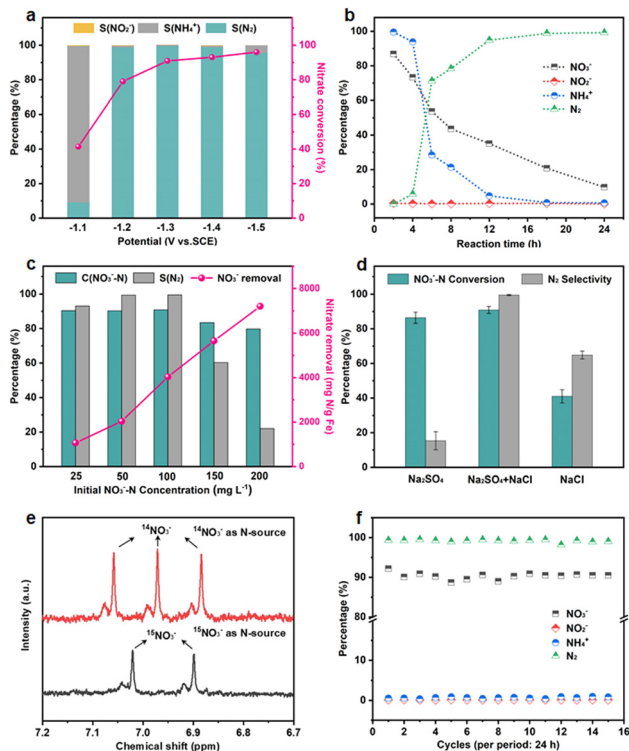 a
S(NO₂⁻) S(NH₄⁺) S(N₂)
100
80
60
40
20
0
Percentage (%)
100
90
80
70
60
50
40
30
20
10
0
Nitrate conversion (%)
-1.1 -1.2 -1.3 -1.4 -1.5
Potential (V vs.SCE)
b
100
80
60
40
20
0
Percentage (%)
NO₃⁻
NO₂⁻
NH₄⁺
N₂
4 8 12 16 20 24
Reaction time (h)
c
C(NO₃⁻-N) S(N₂) NO₃⁻ removal
100
80
60
40
20
0
Percentage (%)
8000
6000
4000
2000
0
Nitrate removal (mg N/g Fe)
25 50 100 150 200
Initial NO₃⁻-N Concentration (mg L⁻¹)
d
NO₃⁻-N Conversion N₂ Selectivity
100
80
60
40
20
0
Percentage (%)
Na₂SO₄ Na₂SO₄+NaCl NaCl
e
¹⁴NO₃⁻ ¹⁴NO₃⁻ as N-source
¹⁵NO₃⁻ ¹⁵NO₃⁻ as N-source
Intensity (a.u.)
7.2 7.1 7.0 6.9 6.8 6.7
Chemical shift (ppm)
f
100
90
80
10
0
Percentage (%)
NO₃⁻
NO₂⁻
NH₄⁺
N₂
0 2 4 6 8 10 12 14 16
Cycles (per period: 24 h)